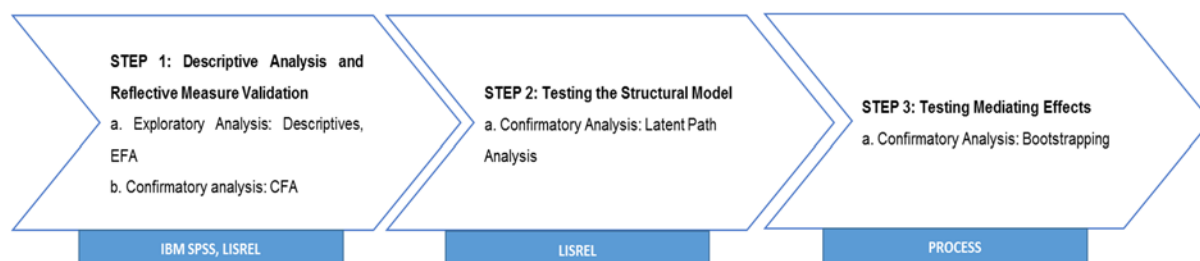 STEP 1: Descriptive Analysis and
Reflective Measure Validation
a. Exploratory Analysis: Descriptives,
EFA
b. Confirmatory analysis: CFA
IBM SPSS, LISREL
STEP 2: Testing the Structural Model
a. Confirmatory Analysis: Latent Path
Analysis
LISREL
STEP 3: Testing Mediating Effects
a. Confirmatory Analysis: Bootstrapping
PROCESS